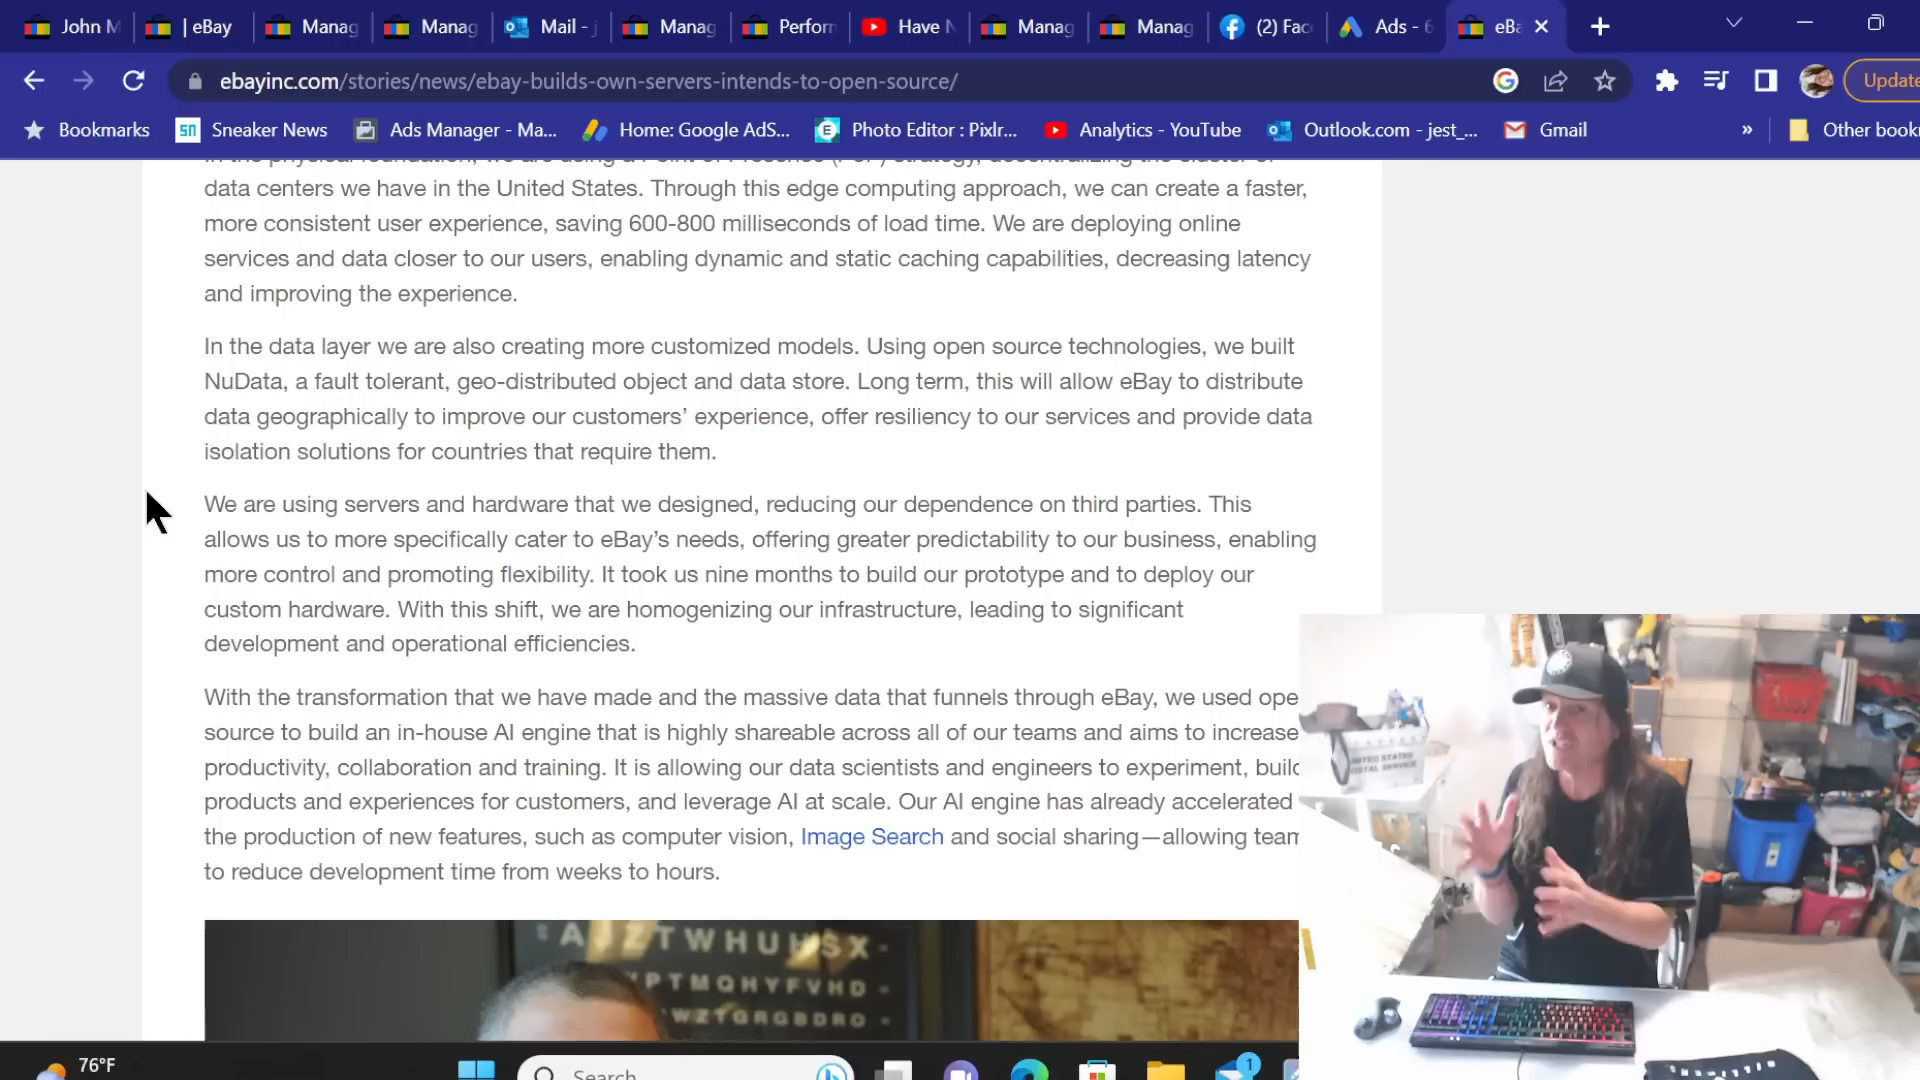 John M
| eBay
Manag
Manag
Mail - j
Manag
Perforn
Have N
Manag
Manag
(2) Fac
Ads - 6
eBa
ebayinc.com/stories/news/ebay-builds-own-servers-intends-to-open-source/
Update
Bookmarks
SN Sneaker News
Ads Manager - Ma...
Home: Google AdS...
Photo Editor : Pixlr...
Analytics - YouTube
Outlook.com - jest_...
Gmail
» Other book
data centers we have in the United States. Through this edge computing approach, we can create a faster,
more consistent user experience, saving 600-800 milliseconds of load time. We are deploying online
services and data closer to our users, enabling dynamic and static caching capabilities, decreasing latency
and improving the experience.
In the data layer we are also creating more customized models. Using open source technologies, we built
NuData, a fault tolerant, geo-distributed object and data store. Long term, this will allow eBay to distribute
data geographically to improve our customers’ experience, offer resiliency to our services and provide data
isolation solutions for countries that require them.
We are using servers and hardware that we designed, reducing our dependence on third parties. This
allows us to more specifically cater to eBay’s needs, offering greater predictability to our business, enabling
more control and promoting flexibility. It took us nine months to build our prototype and to deploy our
custom hardware. With this shift, we are homogenizing our infrastructure, leading to significant
development and operational efficiencies.
With the transformation that we have made and the massive data that funnels through eBay, we used ope
source to build an in-house AI engine that is highly shareable across all of our teams and aims to increase
productivity, collaboration and training. It is allowing our data scientists and engineers to experiment, build
products and experiences for customers, and leverage AI at scale. Our AI engine has already accelerated
the production of new features, such as computer vision, Image Search and social sharing—allowing team
to reduce development time from weeks to hours.
UNITED STATES
POSTAL SERVICE
76°F
Search
1